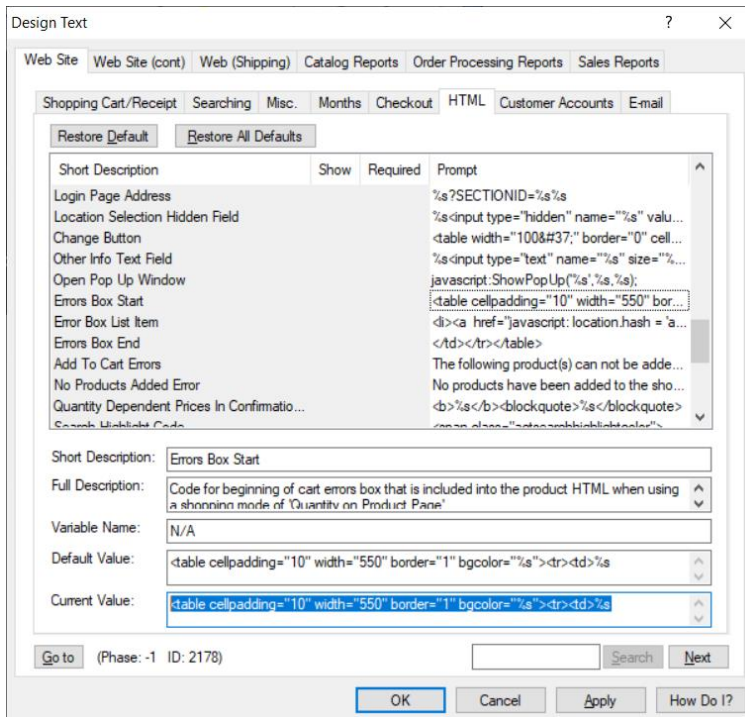 Design Text ?
Web Site Web Site (cont) Web (Shipping) Catalog Reports Order Processing Reports Sales Reports
Shopping Cart/Receipt Searching Misc. Months Checkout HTML Customer Accounts E-mail
Restore Default Restore All Defaults
Short Description Show Required Prompt
Login Page Address %s?SECTIONID=%s%s
Location Selection Hidden Field %s<input type="hidden" name="%s" valu...
Change Button <table width="100&#37;" border="0" cell...
Other Info Text Field %s<input type="text" name="%s" size="%...
Open Pop Up Window javascript:ShowPopUp('%s',%s,%s);
Errors Box Start <table cellpadding="10" width="550" bor...
Error Box List Item <li><a href="javascript: location.hash = 'a...
Errors Box End </td></tr></table>
Add To Cart Errors The following product(s) can not be adde...
No Products Added Error No products have been added to the sho...
Quantity Dependent Prices In Confirmatio... <b>%s</b><blockquote>%s</blockquote>
Search Highlight Code <span class="actsearchhighlightcolor">
Short Description: Errors Box Start
Full Description: Code for beginning of cart errors box that is included into the product HTML when using
a shopping mode of 'Quantity on Product Page'
Variable Name: N/A
Default Value: <table cellpadding="10" width="550" border="1" bgcolor="%s"><tr><td>%s
Current Value: <table cellpadding="10" width="550" border="1" bgcolor="%s"><tr><td>%s
Go to (Phase: -1 ID: 2178) Search Next
OK Cancel Apply How Do I?